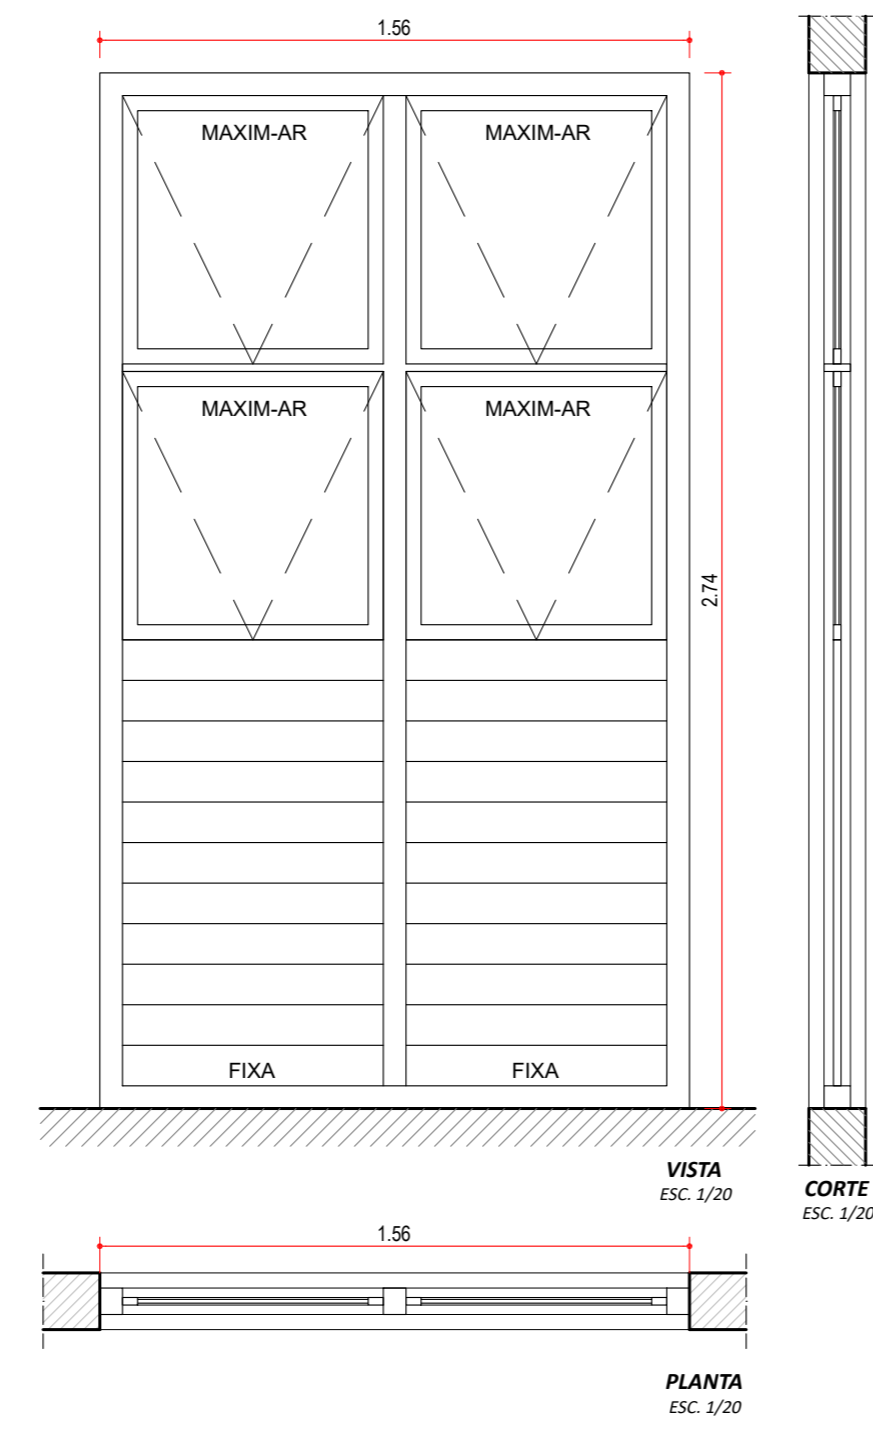 1.56
MAXIM-AR
MAXIM-AR
MAXIM-AR
MAXIM-AR
2.74
FIXA
FIXA
VISTA
ESC. 1/20
CORTE
ESC. 1/20
1.56
PLANTA
ESC. 1/20